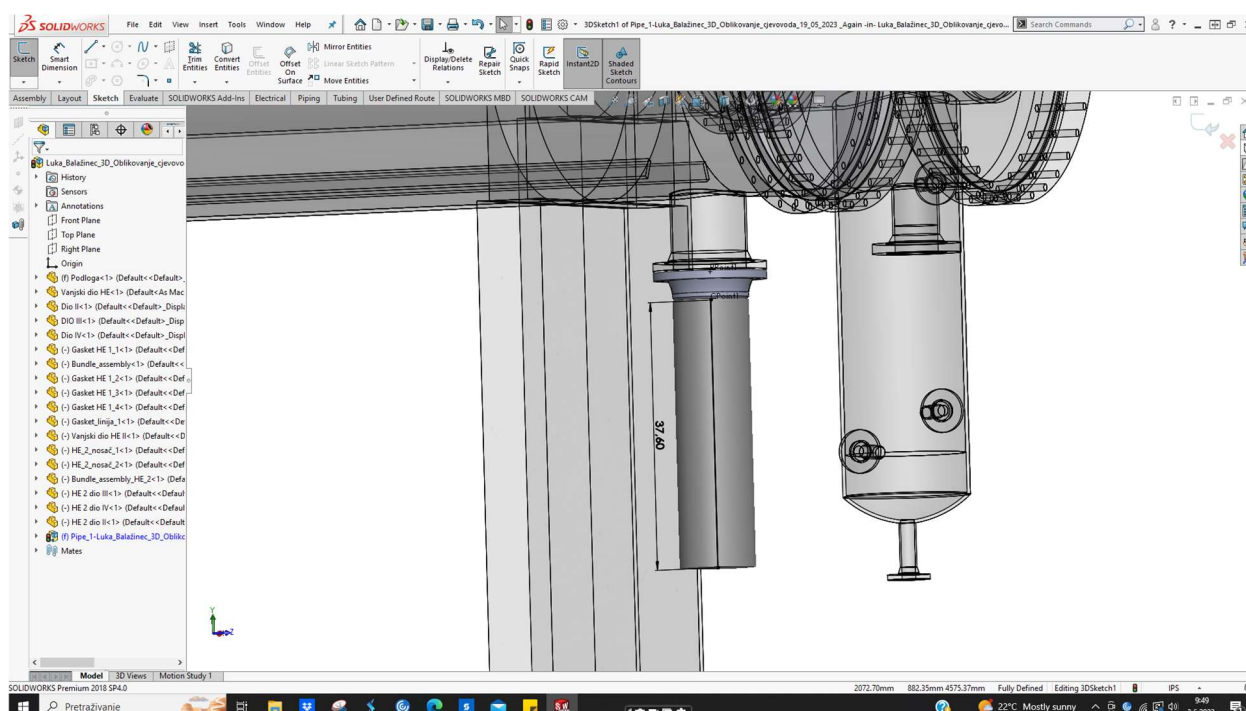 SOLIDWORKS File Edit View Insert Tools Window Help 3DSketch1 of Pipe_1-Luka_Balažinec_3D_Oblikovanje_cjevovoda_19_05_2023 _Again -in- Luka_Balažinec_3D_Oblikovanje_cjevo... Search Commands
Sketch
Smart Dimension
Trim Entities
Convert Entities
Offset Entities
Offset On Surface
Mirror Entities
Linear Sketch Pattern
Move Entities
Display/Delete Relations
Repair Sketch
Quick Snaps
Rapid Sketch
Instant2D
Shaded Sketch Contours
Assembly Layout Sketch Evaluate SOLIDWORKS Add-Ins Electrical Piping Tubing User Defined Route SOLIDWORKS MBD SOLIDWORKS CAM
Luka_Balažinec_3D_Oblikovanje_cjevovo
History
Sensors
Annotations
Front Plane
Top Plane
Right Plane
Origin
(f) Podloga<1> (Default<<Default>_
Vanjski dio HE<1> (Default<As Mac
Dio II<1> (Default<<Default>_Displa
DIO III<1> (Default<<Default>_Disp
Dio IV<1> (Default<<Default>_Displ
(-) Gasket HE 1_1<1> (Default<<Def
(-) Bundle_assembly<1> (Default<<
(-) Gasket HE 1_2<1> (Default<<Def
(-) Gasket HE 1_3<1> (Default<<Def
(-) Gasket HE 1_4<1> (Default<<Def
(-) Gasket_linija_1<1> (Default<<De
(-) Vanjski dio HE II<1> (Default<<D
(-) HE_2_nosač_1<1> (Default<<Def
(-) HE_2_nosač_2<1> (Default<<Def
(-) Bundle_assembly_HE_2<1> (Defa
(-) HE 2 dio III<1> (Default<<Defaul
(-) HE 2 dio IV<1> (Default<<Defaul
(-) HE 2 dio II<1> (Default<<Default
(f) Pipe_1-Luka_Balažinec_3D_Oblikc
Mates
CPoint1
37,60
Y
Z
Model 3D Views Motion Study 1
SOLIDWORKS Premium 2018 SP4.0 2072.70mm 882.35mm 4575.37mm Fully Defined Editing 3DSketch1 IPS
Pretraživanje 22°C Mostly sunny 9:49